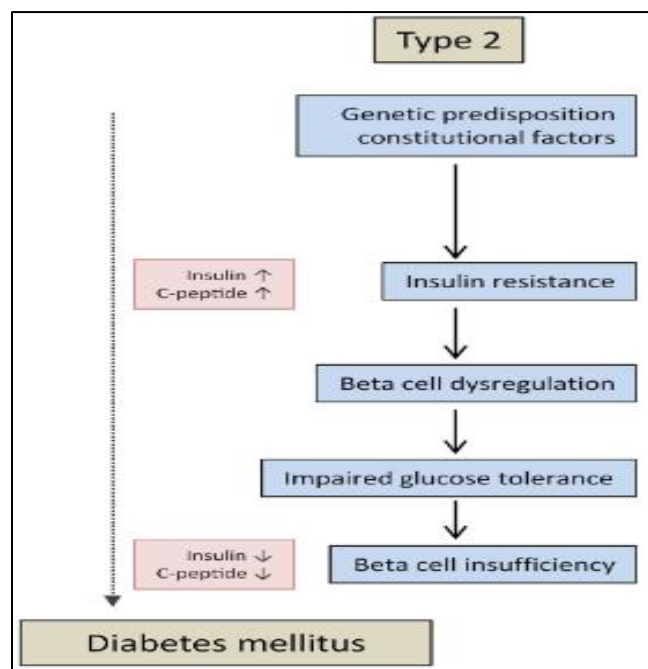 Type 2
Genetic predisposition
constitutional factors
Insulin ↑
C-peptide ↑
Insulin resistance
Beta cell dysregulation
Impaired glucose tolerance
Insulin ↓
C-peptide ↓
Beta cell insufficiency
Diabetes mellitus